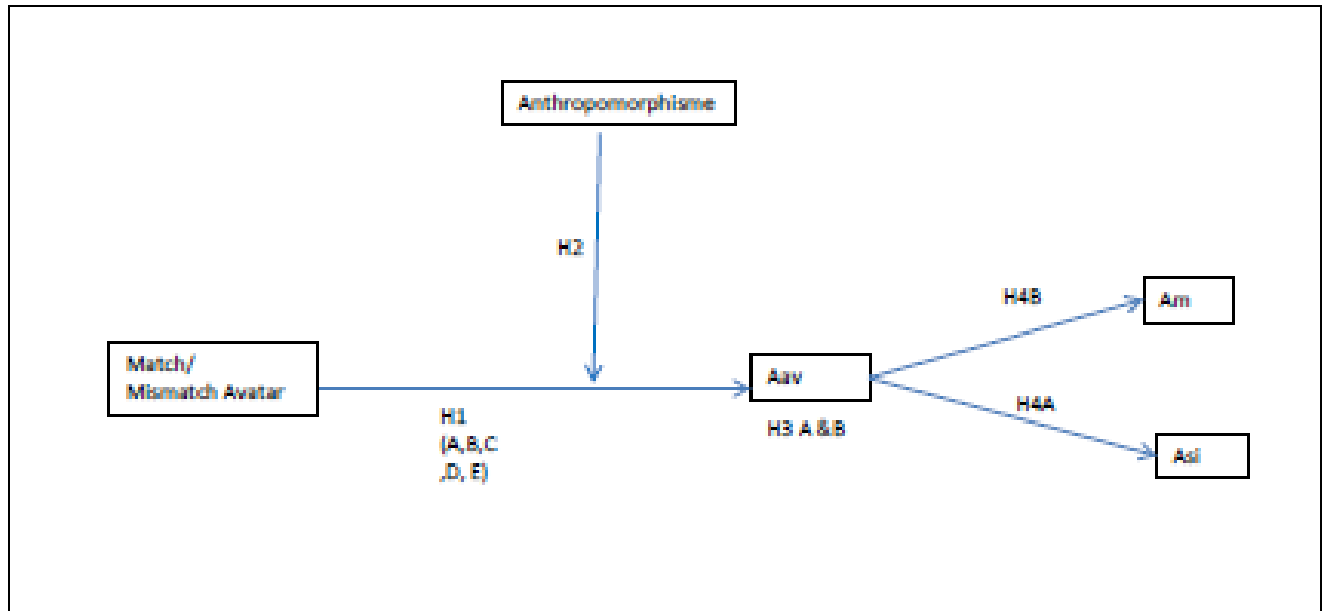 Anthropomorphisme
H2
H4B
Am
Match/
Mismatch Avatar
Aav
H1
(A,B,C
,D, E)
H3 A &B
H4A
Asi